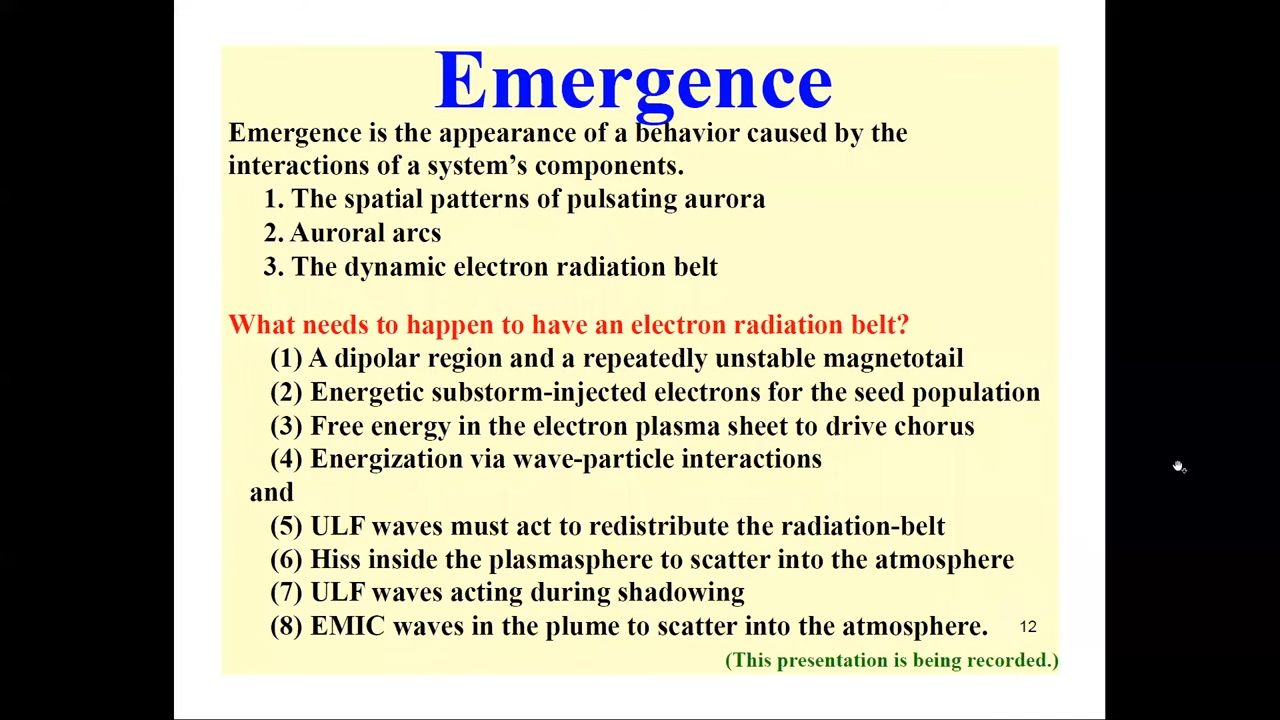 Emergence
Emergence is the appearance of a behavior caused by the
interactions of a system's components.
1. The spatial patterns of pulsating aurora
2. Auroral arcs
3. The dynamic electron radiation belt
What needs to happen to have an electron radiation belt?
(1) A dipolar region and a repeatedly unstable magnetotail
(2) Energetic substorm-injected electrons for the seed population
(3) Free energy in the electron plasma sheet to drive chorus
(4) Energization via wave-particle interactions
and
(5) ULF waves must act to redistribute the radiation-belt
(6) Hiss inside the plasmasphere to scatter into the atmosphere
(7) ULF waves acting during shadowing
(8) EMIC waves in the plume to scatter into the atmosphere.
12
(This presentation is being recorded.)